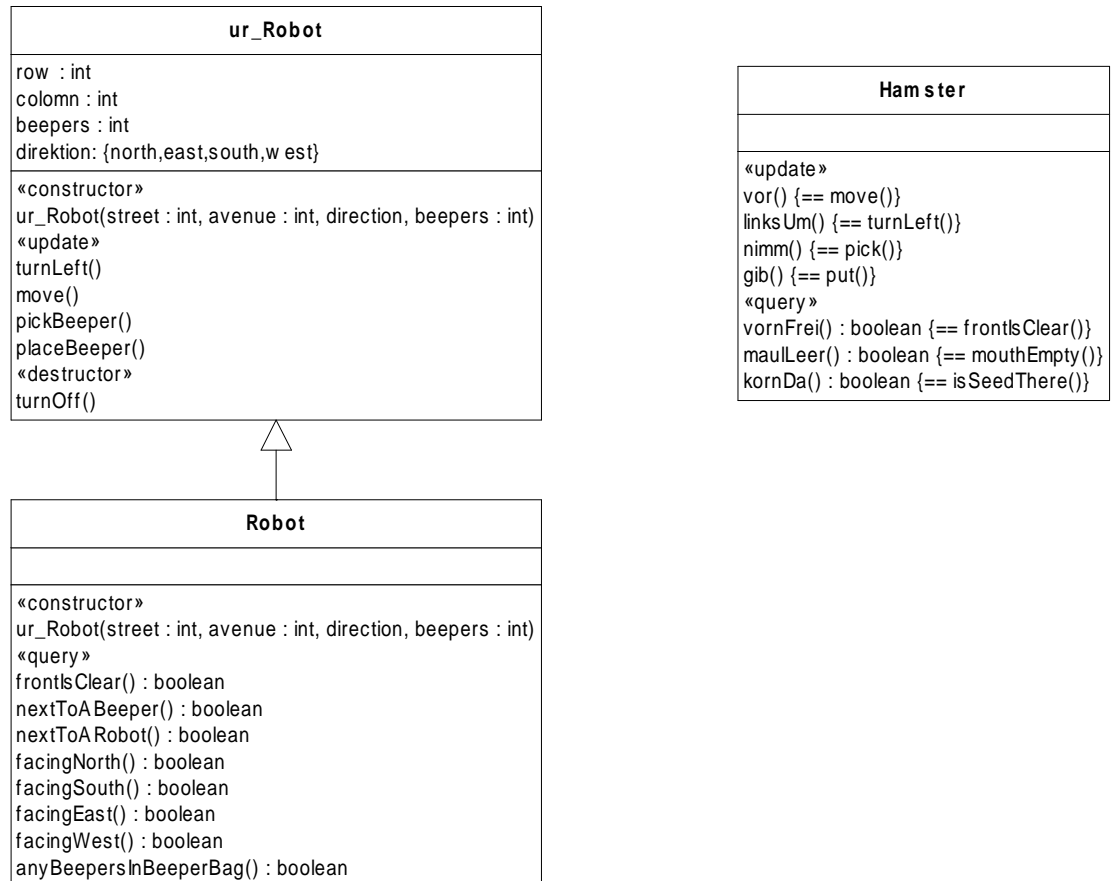 ur_Robot
row : int
colomn : int
beepers : int
direktion: {north,east,south,west}
«constructor»
ur_Robot(street : int, avenue : int, direction, beepers : int)
«update»
turnLeft()
move()
pickBeeper()
placeBeeper()
«destructor»
turnOff()
Robot
«constructor»
ur_Robot(street : int, avenue : int, direction, beepers : int)
«query»
frontIsClear() : boolean
nextToABeeper() : boolean
nextToARobot() : boolean
facingNorth() : boolean
facingSouth() : boolean
facingEast() : boolean
facingWest() : boolean
anyBeepersInBeeperBag() : boolean
Hamster
«update»
vor() {== move()}
linksUm() {== turnLeft()}
nimm() {== pick()}
gib() {== put()}
«query»
vornFrei() : boolean {== frontIsClear()}
maulLeer() : boolean {== mouthEmpty()}
kornDa() : boolean {== isSeedThere()}